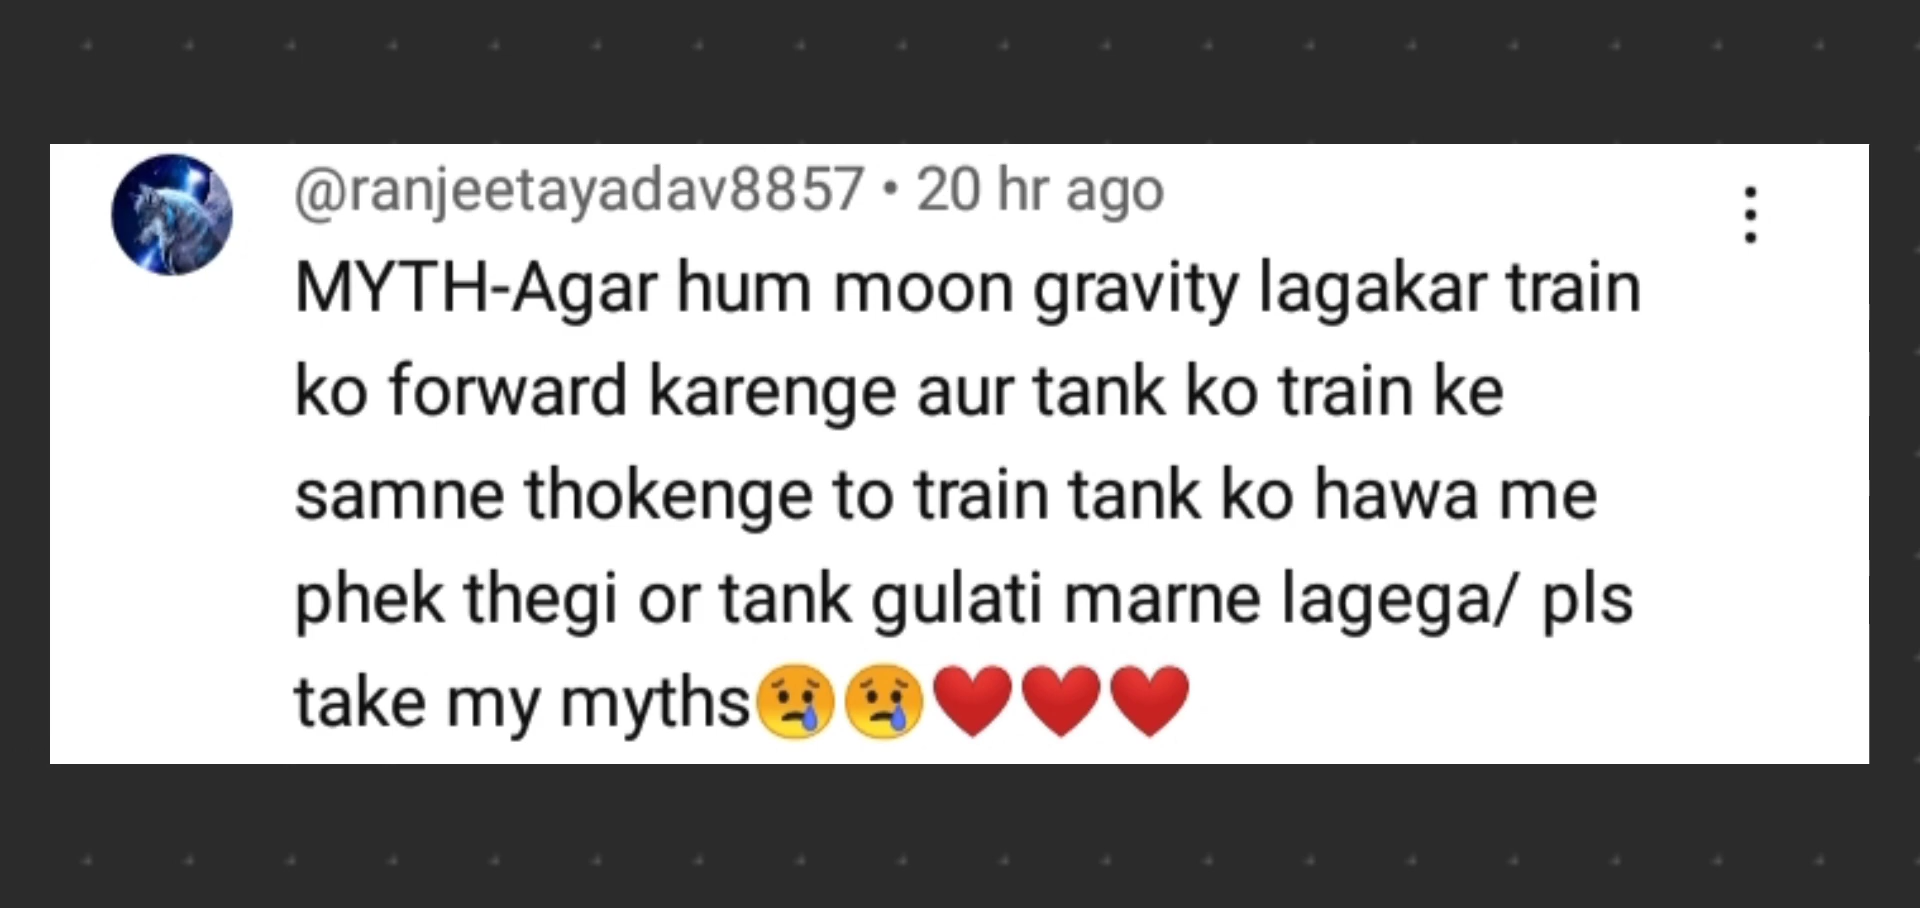 @ranjeetayadav8857 • 20 hr ago
MYTH-Agar hum moon gravity lagakar train
ko forward karenge aur tank ko train ke
samne thokenge to train tank ko hawa me
phek thegi or tank gulati marne lagega/ pls
take my myths😢😢❤️❤️❤️